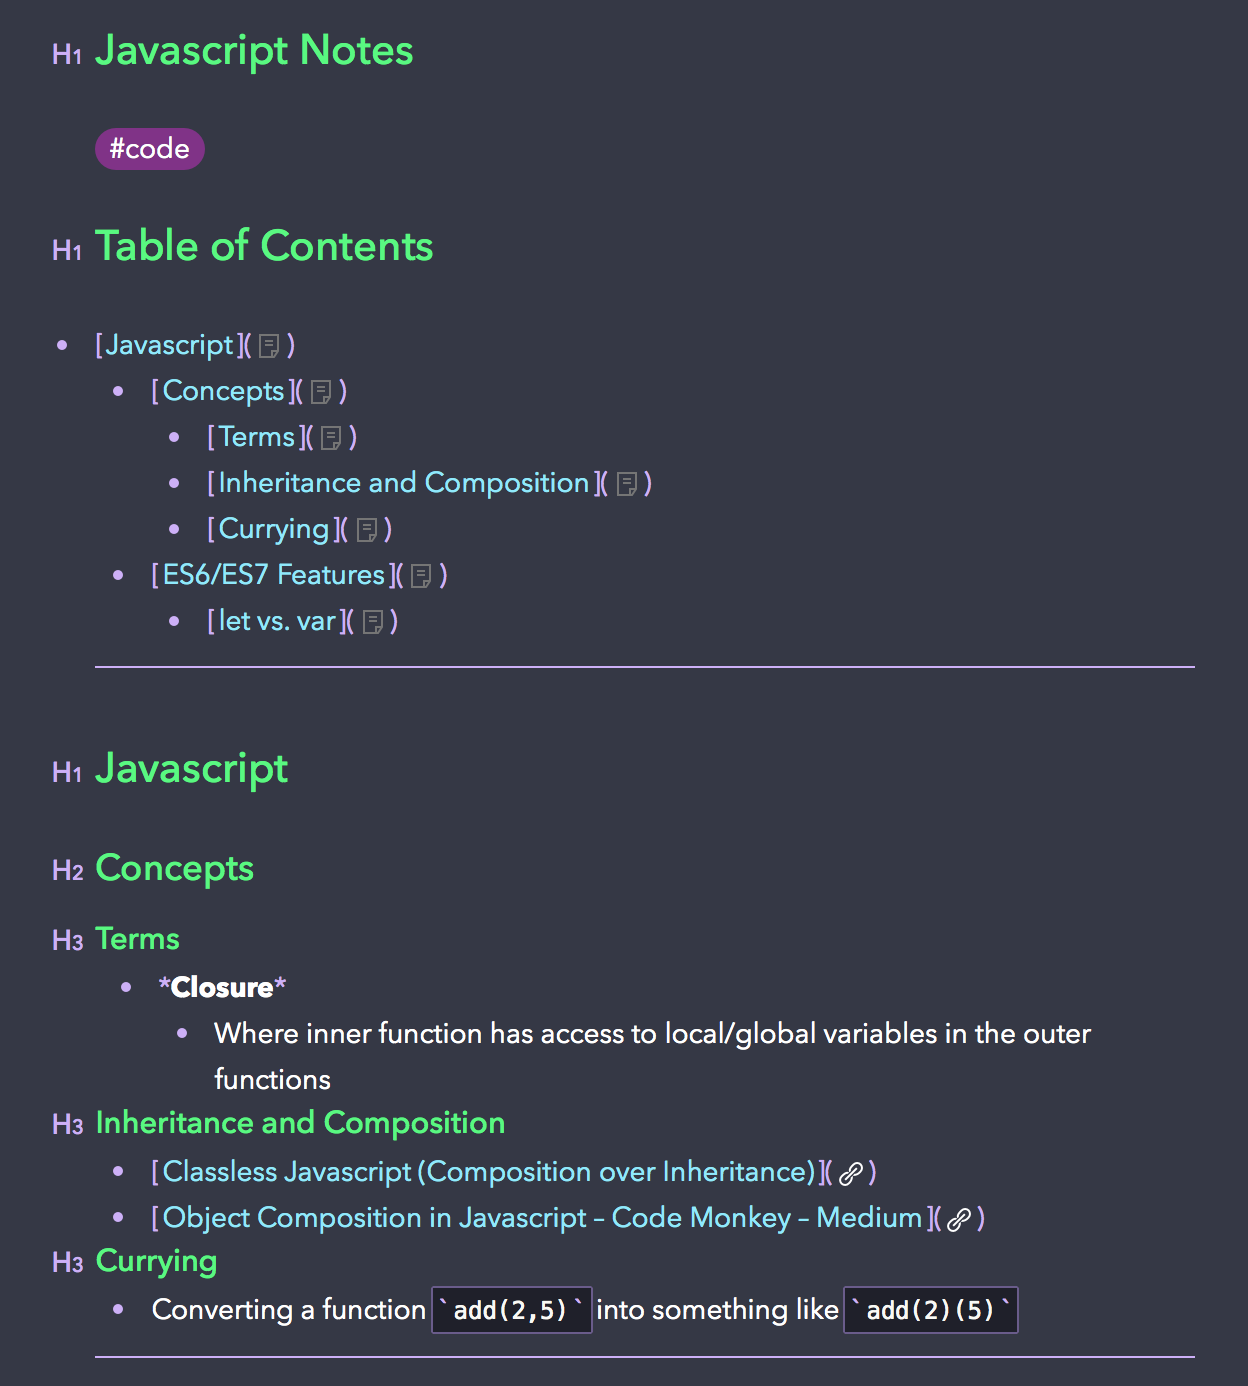 H1 Javascript Notes
#code
H1 Table of Contents
[Javascript]()
[Concepts]()
[Terms]()
[Inheritance and Composition]()
[Currying]()
[ES6/ES7 Features]()
[let vs. var]()
H1 Javascript
H2 Concepts
H3 Terms
*Closure*
Where inner function has access to local/global variables in the outer
functions
H3 Inheritance and Composition
[Classless Javascript (Composition over Inheritance)]()
[Object Composition in Javascript – Code Monkey – Medium]()
H3 Currying
Converting a function `add(2,5)` into something like `add(2)(5)`